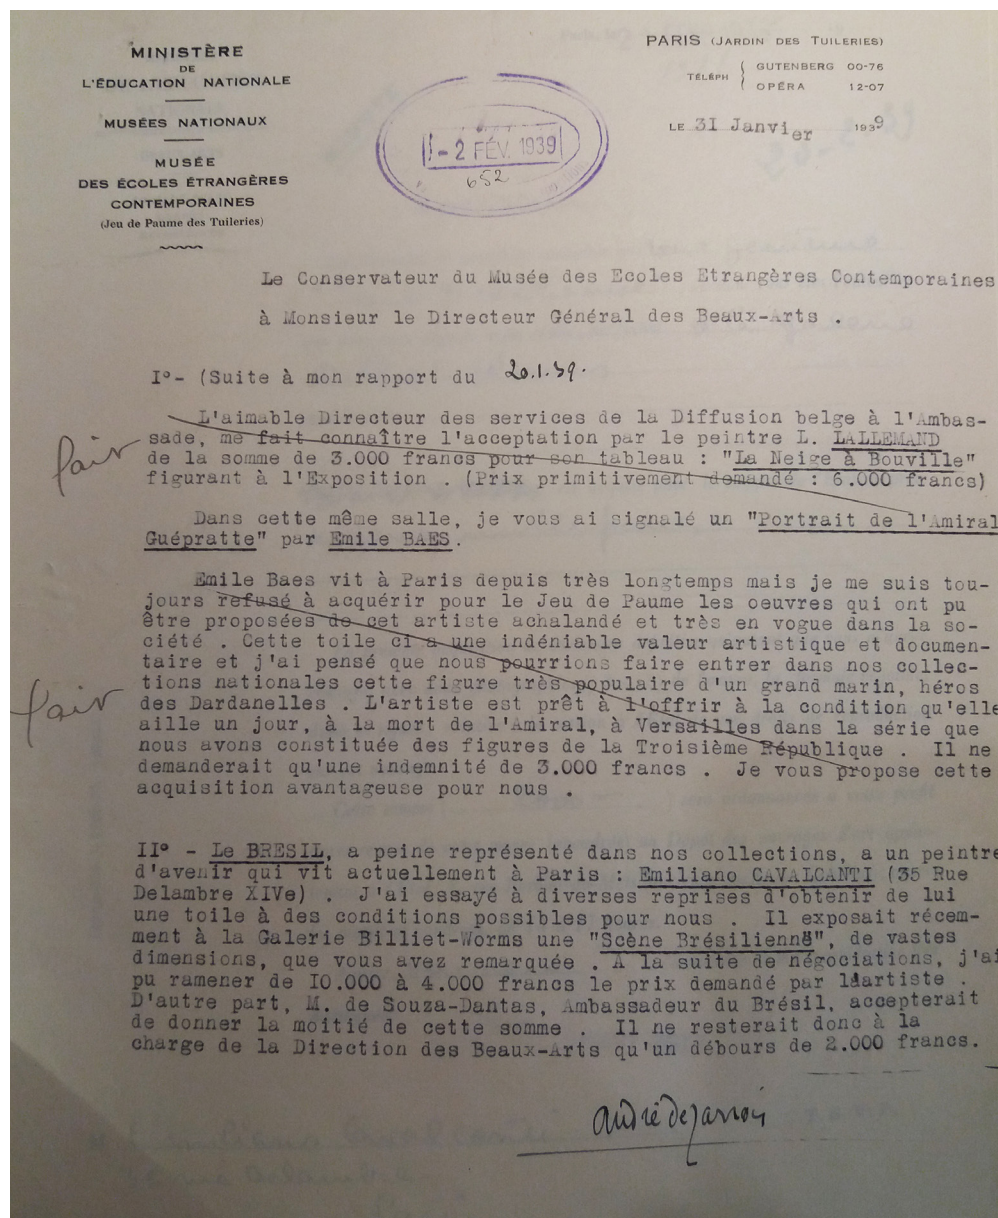 MINISTÈRE
DE
L'ÉDUCATION NATIONALE
MUSÉES NATIONAUX
MUSÉE
DES ÉCOLES ÉTRANGÈRES
CONTEMPORAINES
(Jeu de Paume des Tuileries)
PARIS (JARDIN DES TUILERIES)
TÉLÉPH { GUTENBERG 00-76
OPÉRA 12-07
LE 31 Janvier 1939
- 2 FÉV. 1939
652
Le Conservateur du Musée des Ecoles Etrangères Contemporaines
à Monsieur le Directeur Général des Beaux-Arts .
I°- (Suite à mon rapport du 20.1.39.
L'aimable Directeur des services de la Diffusion belge à l'Ambas-
sade, me fait connaître l'acceptation par le peintre L. LALLEMAND
de la somme de 3.000 francs pour son tableau : "La Neige à Bouville"
figurant à l'Exposition . (Prix primitivement demandé : 6.000 francs)
Dans cette même salle, je vous ai signalé un "Portrait de l'Amiral
Guépratte" par Emile BAES.
Emile Baes vit à Paris depuis très longtemps mais je me suis tou-
jours refusé à acquérir pour le Jeu de Paume les oeuvres qui ont pu
être proposées de cet artiste achalandé et très en vogue dans la so-
ciété . Cette toile ci a une indéniable valeur artistique et documen-
taire et j'ai pensé que nous pourrions faire entrer dans nos collec-
tions nationales cette figure très populaire d'un grand marin, héros
des Dardanelles . L'artiste est prêt à l'offrir à la condition qu'elle
aille un jour, à la mort de l'Amiral, à Versailles dans la série que
nous avons constituée des figures de la Troisième République . Il ne
demanderait qu'une indemnité de 3.000 francs . Je vous propose cette
acquisition avantageuse pour nous .
II° - Le BRESIL, a peine représenté dans nos collections, a un peintre
d'avenir qui vit actuellement à Paris : Emiliano CAVALCANTI (35 Rue
Delambre XIVe) . J'ai essayé à diverses reprises d'obtenir de lui
une toile à des conditions possibles pour nous . Il exposait récem-
ment à la Galerie Billiet-Worms une "Scène Brésilienne", de vastes
dimensions, que vous avez remarquée . A la suite de négociations, j'ai
pu ramener de 10.000 à 4.000 francs le prix demandé par l'artiste .
D'autre part, M. de Souza-Dantas, Ambassadeur du Brésil, accepterait
de donner la moitié de cette somme . Il ne resterait donc à la
charge de la Direction des Beaux-Arts qu'un débours de 2.000 francs.